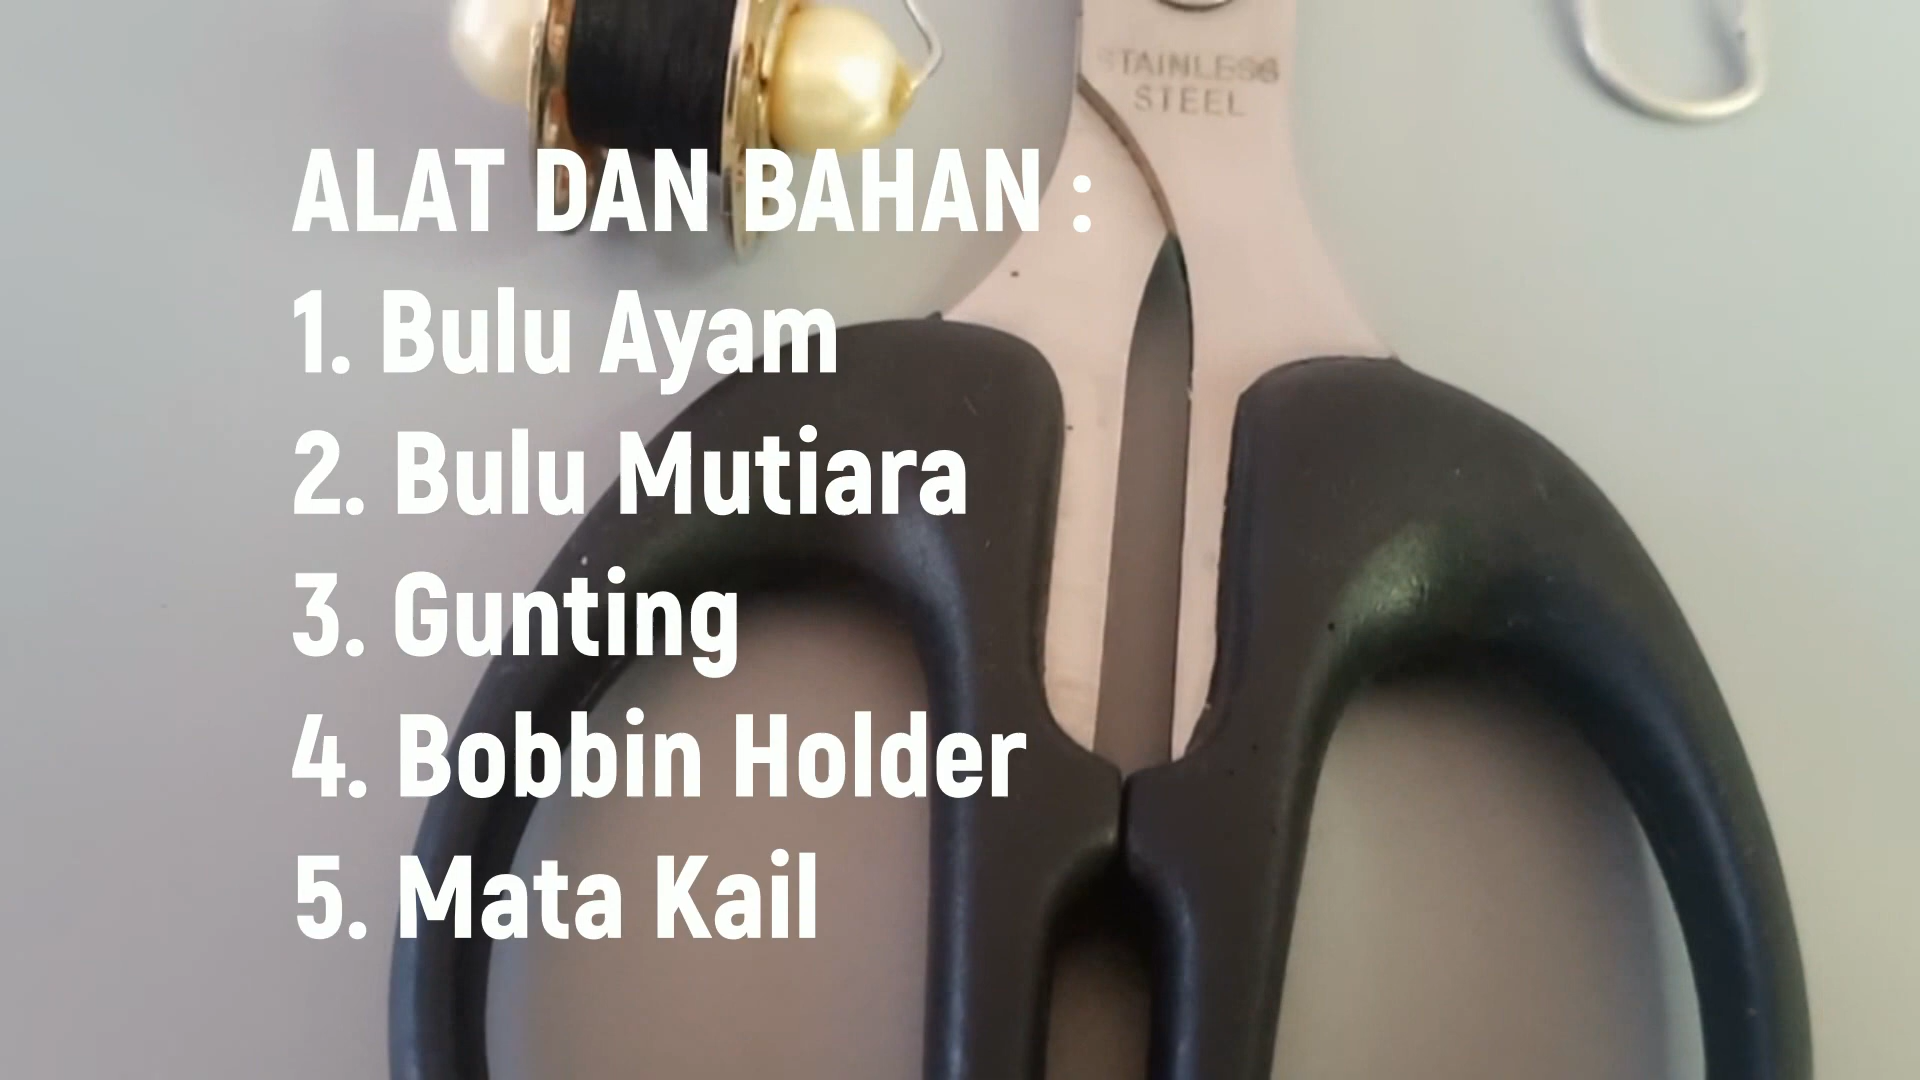 STAINLESS
STEEL
ALAT DAN BAHAN :
1. Bulu Ayam
2. Bulu Mutiara
3. Gunting
4. Bobbin Holder
5. Mata Kail